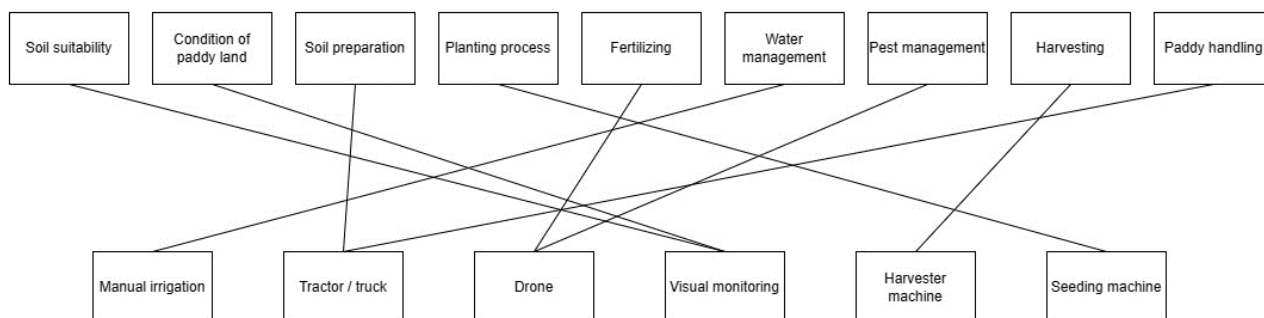 Soil suitability
Condition of
paddy land
Soil preparation
Planting process
Fertilizing
Water
management
Pest management
Harvesting
Paddy handling
Manual irrigation
Tractor / truck
Drone
Visual monitoring
Harvester
machine
Seeding machine